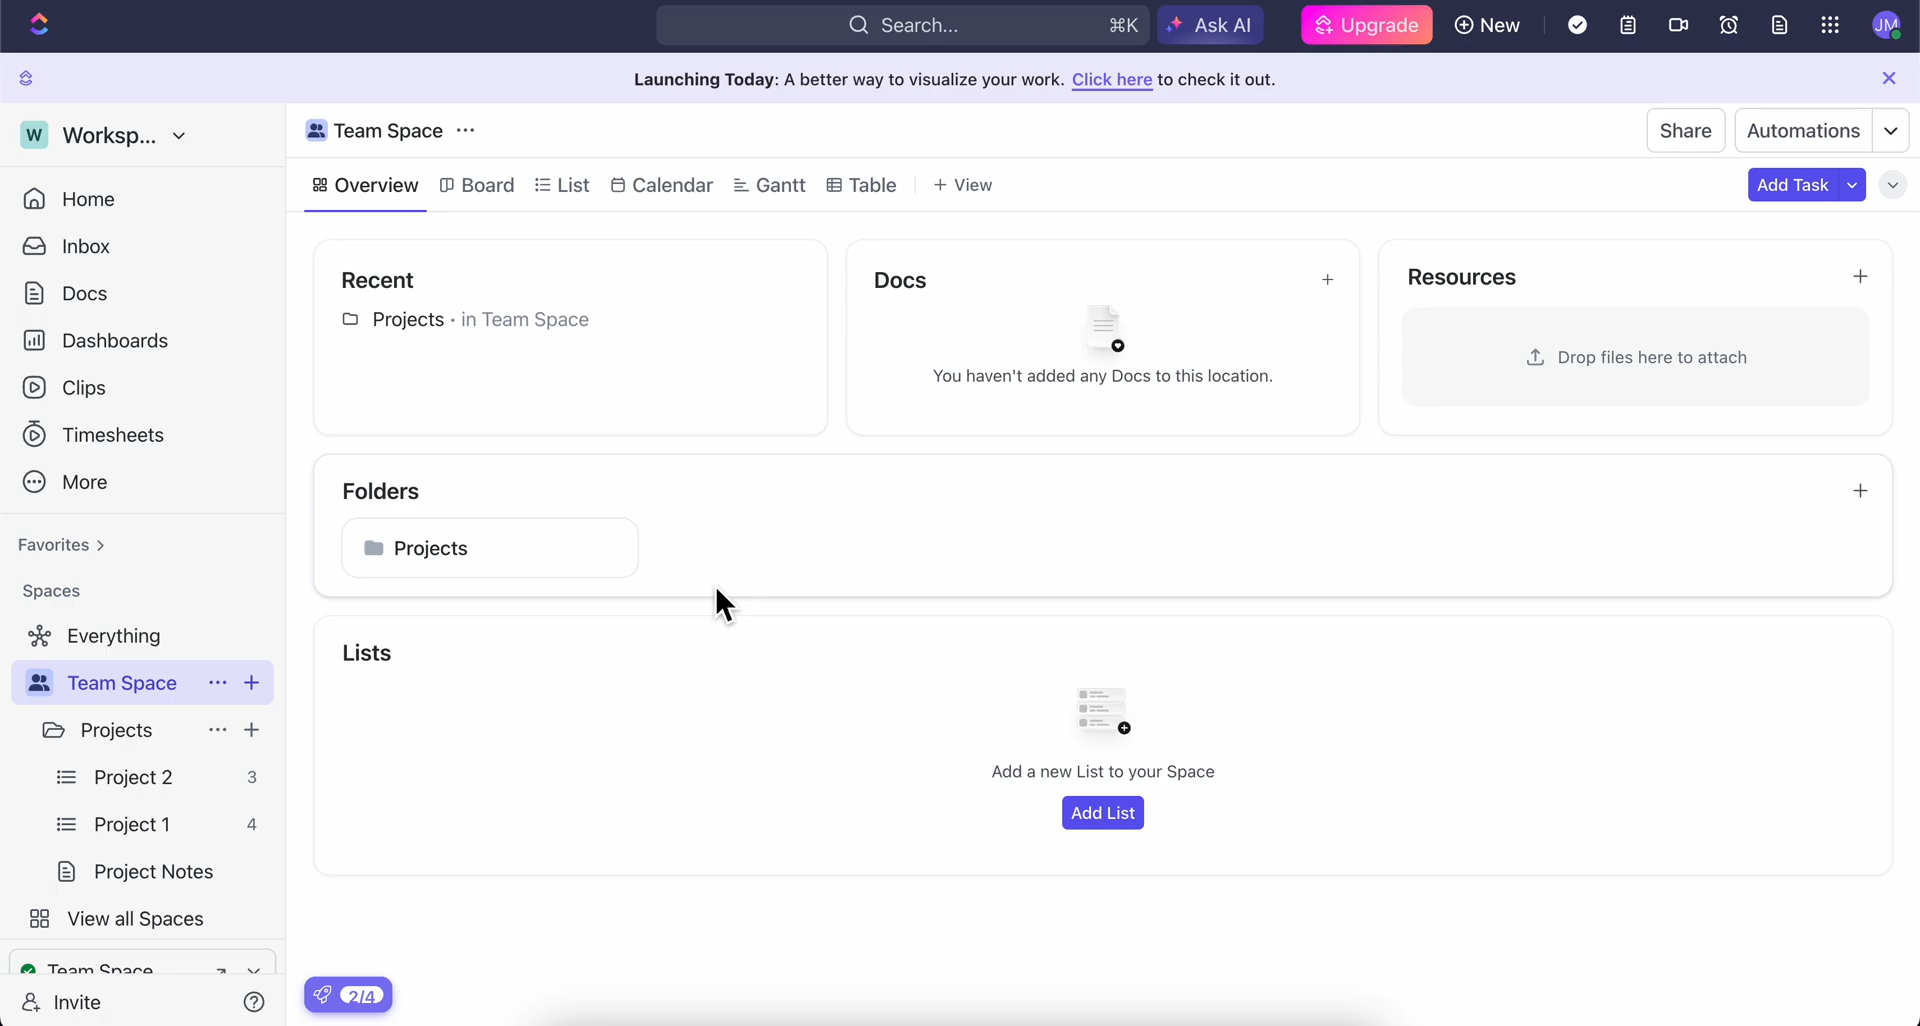 Search... ⌘K
Ask AI
Upgrade
New
JM
Launching Today: A better way to visualize your work. Click here to check it out.
W Worksp...
Team Space ...
Share
Automations
Home
Inbox
Docs
Dashboards
Clips
Timesheets
More
Favorites >
Spaces
Everything
Team Space
Projects
Project 2 3
Project 1 4
Project Notes
View all Spaces
Team Space
Invite
Overview
Board
List
Calendar
Gantt
Table
+ View
Add Task
Recent
Projects · in Team Space
Docs
You haven't added any Docs to this location.
Resources
Drop files here to attach
Folders
Projects
Lists
Add a new List to your Space
Add List
2/4